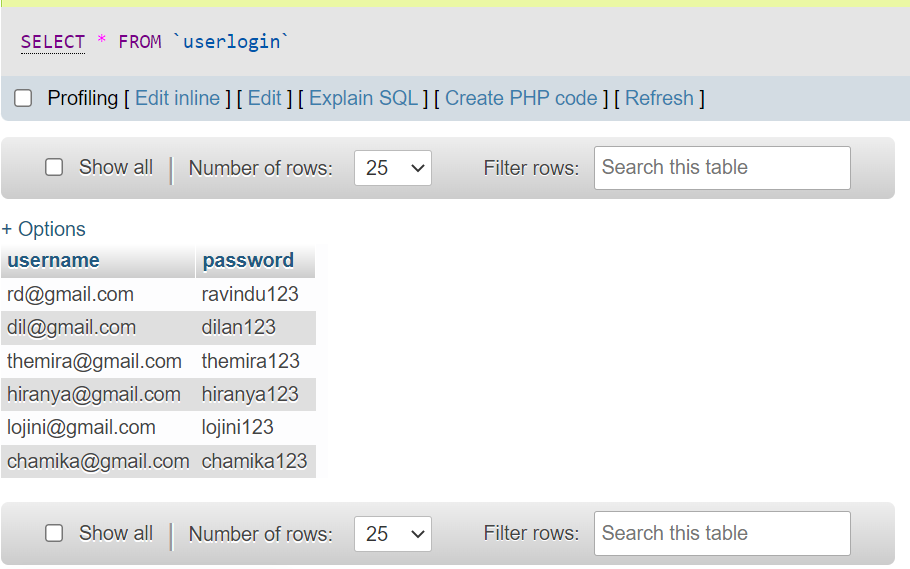 SELECT * FROM `userlogin`
Profiling [ Edit inline ] [ Edit ] [ Explain SQL ] [ Create PHP code ] [ Refresh ]
Show all Number of rows: 25 Filter rows: Search this table
+ Options
username password
rd@gmail.com ravindu123
dil@gmail.com dilan123
themira@gmail.com themira123
hiranya@gmail.com hiranya123
lojini@gmail.com lojini123
chamika@gmail.com chamika123
Show all Number of rows: 25 Filter rows: Search this table